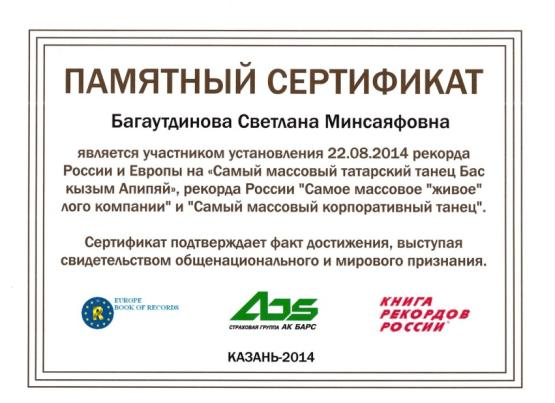 ПАМЯТНЫЙ СЕРТИФИКАТ
Багаутдинова Светлана Минсаяфовна
является участником установления 22.08.2014 рекорда
России и Европы на «Самый массовый татарский танец Бас
кызым Апипяй», рекорда России "Самое массовое "живое"
лого компании" и "Самый массовый корпоративный танец".
Сертификат подтверждает факт достижения, выступая
свидетельством общенационального и мирового признания.
EUROPE
BOOK OF RECORDS
R
ABS
СТРАХОВАЯ ГРУППА АК БАРС
КНИГА
РЕКОРДОВ
РОССИИ
КАЗАНЬ-2014